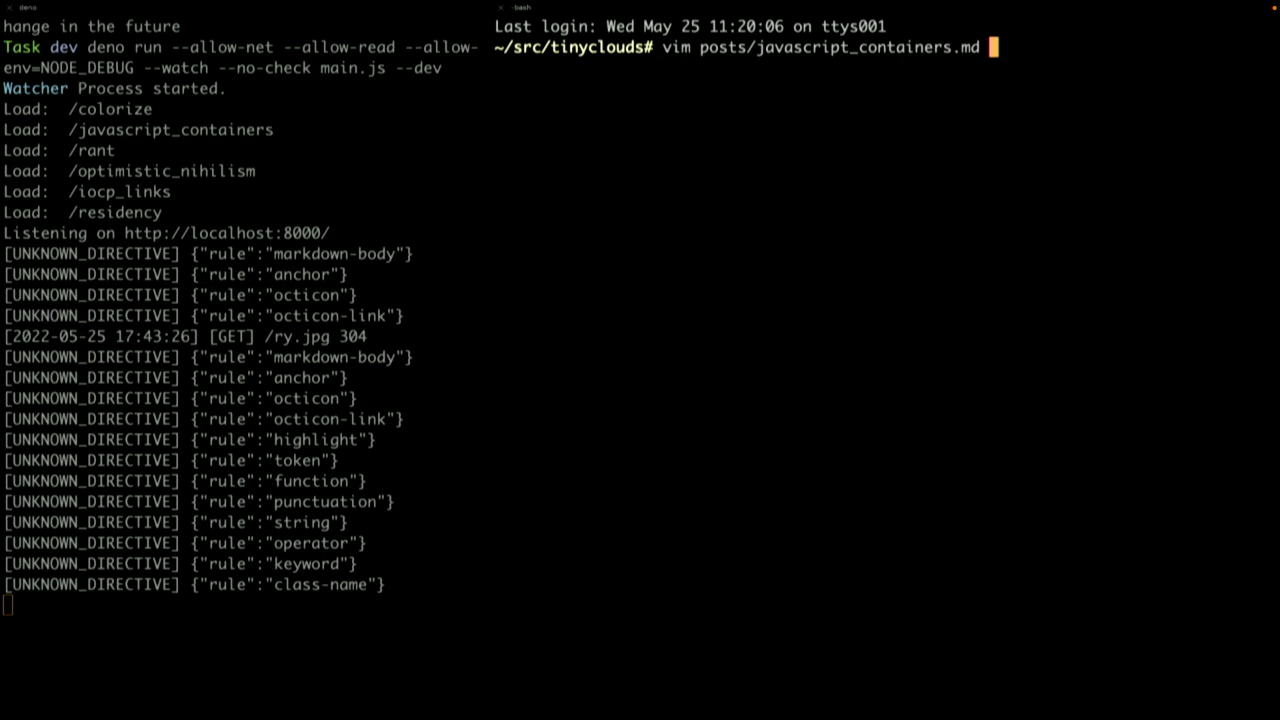 deno
hange in the future
Task dev deno run --allow-net --allow-read --allow-
env=NODE_DEBUG --watch --no-check main.js --dev
Watcher Process started.
Load:  /colorize
Load:  /javascript_containers
Load:  /rant
Load:  /optimistic_nihilism
Load:  /iocp_links
Load:  /residency
Listening on http://localhost:8000/
[UNKNOWN_DIRECTIVE] {"rule":"markdown-body"}
[UNKNOWN_DIRECTIVE] {"rule":"anchor"}
[UNKNOWN_DIRECTIVE] {"rule":"octicon"}
[UNKNOWN_DIRECTIVE] {"rule":"octicon-link"}
[2022-05-25 17:43:26] [GET] /ry.jpg 304
[UNKNOWN_DIRECTIVE] {"rule":"markdown-body"}
[UNKNOWN_DIRECTIVE] {"rule":"anchor"}
[UNKNOWN_DIRECTIVE] {"rule":"octicon"}
[UNKNOWN_DIRECTIVE] {"rule":"octicon-link"}
[UNKNOWN_DIRECTIVE] {"rule":"highlight"}
[UNKNOWN_DIRECTIVE] {"rule":"token"}
[UNKNOWN_DIRECTIVE] {"rule":"function"}
[UNKNOWN_DIRECTIVE] {"rule":"punctuation"}
[UNKNOWN_DIRECTIVE] {"rule":"string"}
[UNKNOWN_DIRECTIVE] {"rule":"operator"}
[UNKNOWN_DIRECTIVE] {"rule":"keyword"}
[UNKNOWN_DIRECTIVE] {"rule":"class-name"}
-bash
Last login: Wed May 25 11:20:06 on ttys001
~/src/tinyclouds# vim posts/javascript_containers.md